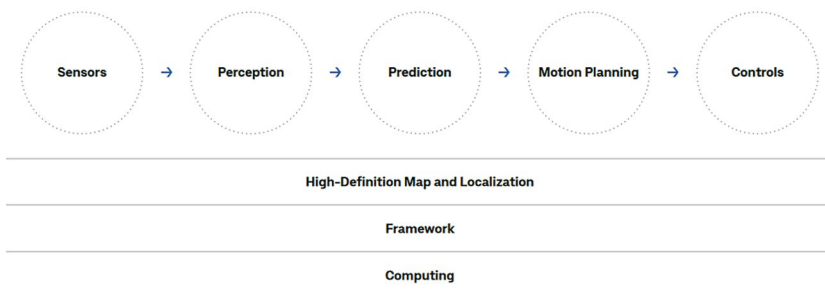 Sensors → Perception → Prediction → Motion Planning → Controls
High-Definition Map and Localization
Framework
Computing